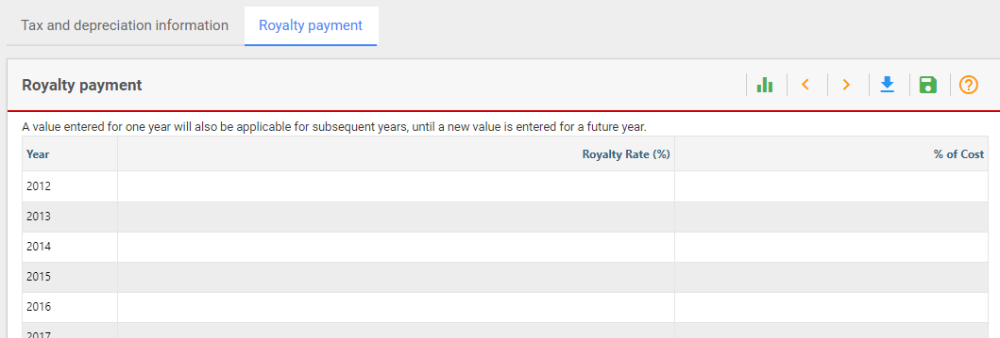 Tax and depreciation information Royalty payment
Royalty payment
A value entered for one year will also be applicable for subsequent years, until a new value is entered for a future year.
Year Royalty Rate (%) % of Cost
2012
2013
2014
2015
2016
2017